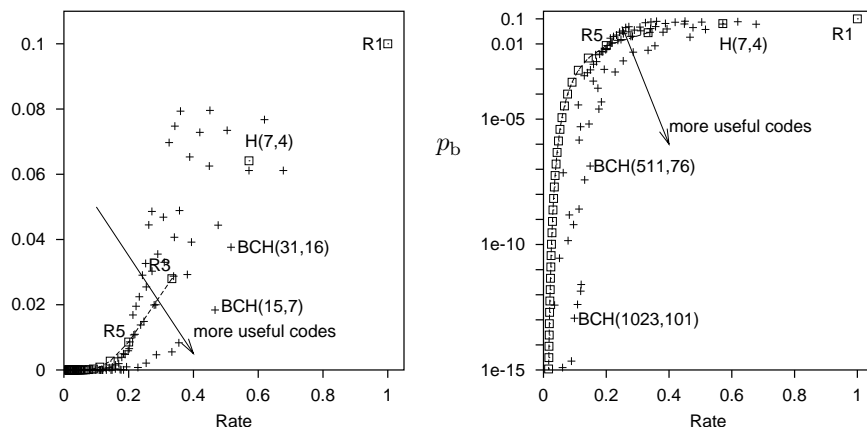 0.1
0.08
0.06
0.04
0.02
0
0 0.2 0.4 0.6 0.8 1
Rate
R1
H(7,4)
BCH(31,16)
R3
BCH(15,7)
R5
more useful codes
p_b
0.1
0.01
1e-05
1e-10
1e-15
0 0.2 0.4 0.6 0.8 1
Rate
R5
H(7,4)
R1
more useful codes
BCH(511,76)
BCH(1023,101)